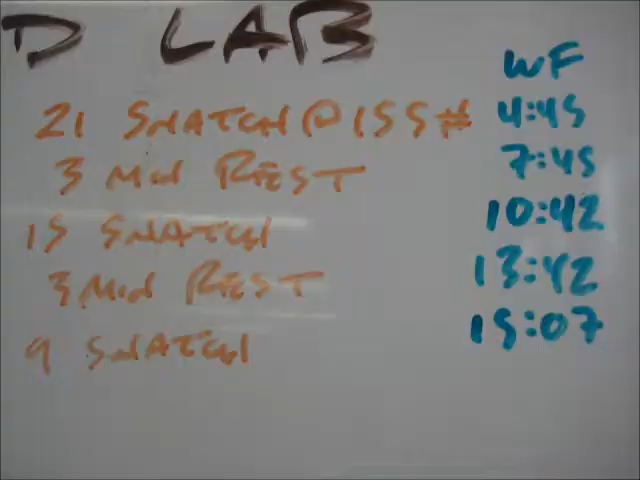 D LAB
WF
21 SNATCH @ 155# 4:45
3 MIN REST 7:45
15 SNATCH 10:42
3 MIN REST 13:42
9 SNATCH 15:07